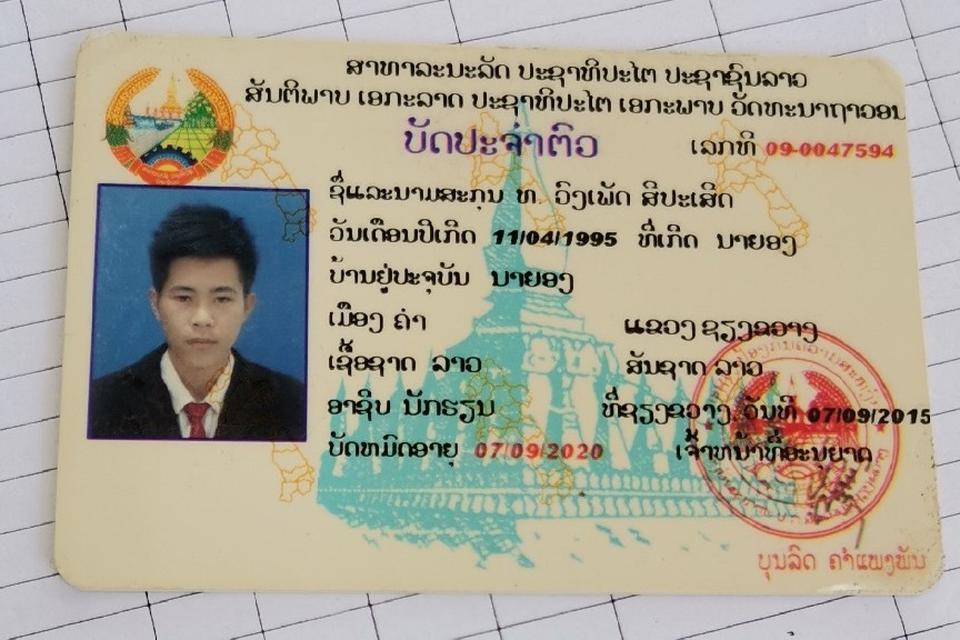 ສາທາລະນະລັດ ປະຊາທິປະໄຕ ປະຊາຊົນລາວ
ສັນຕິພາບ ເອກະລາດ ປະຊາທິປະໄຕ ເອກະພາບ ວັດທະນາຖາວອນ
ບັດປະຈຳຕົວ ເລກທີ 09-0047594
ຊື່ແລະນາມສະກຸນ ທ. ວົງເພັດ ສີປະເສີດ
ວັນເດືອນປີເກີດ 11/04/1995 ທີ່ເກີດ ນາຍອງ
ບ້ານຢູ່ປະຈຸບັນ ນາຍອງ
ເມືອງ ຄຳ ແຂວງ ຊຽງຂວາງ
ເຊື້ອຊາດ ລາວ ສັນຊາດ ລາວ
ອາຊີບ ນັກຮຽນ ທີ່ຊຽງຂວາງ ວັນທີ 07/09/2015
ບັດຫມົດອາຍຸ 07/09/2020 ເຈົ້າຫນ້າທີ່ອະນຸຍາດ
ບຸນລິດ ຄຳແພງພັນ